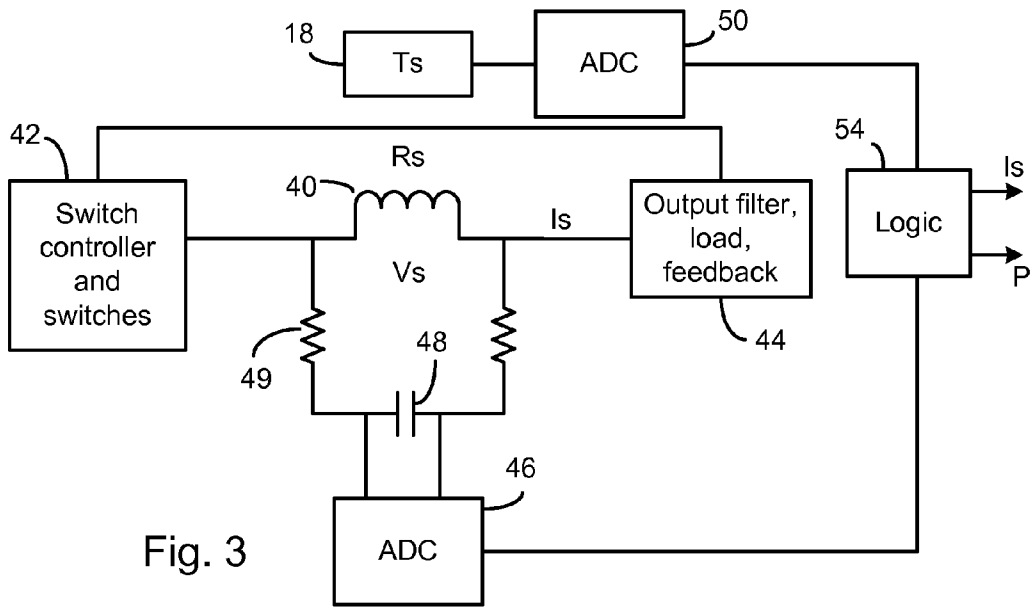 18
Ts
ADC
50
42
Rs
54
40
Is
Switch
controller
and
switches
Is
Output filter,
load,
feedback
Logic
Vs
P
49
48
44
46
ADC
Fig. 3